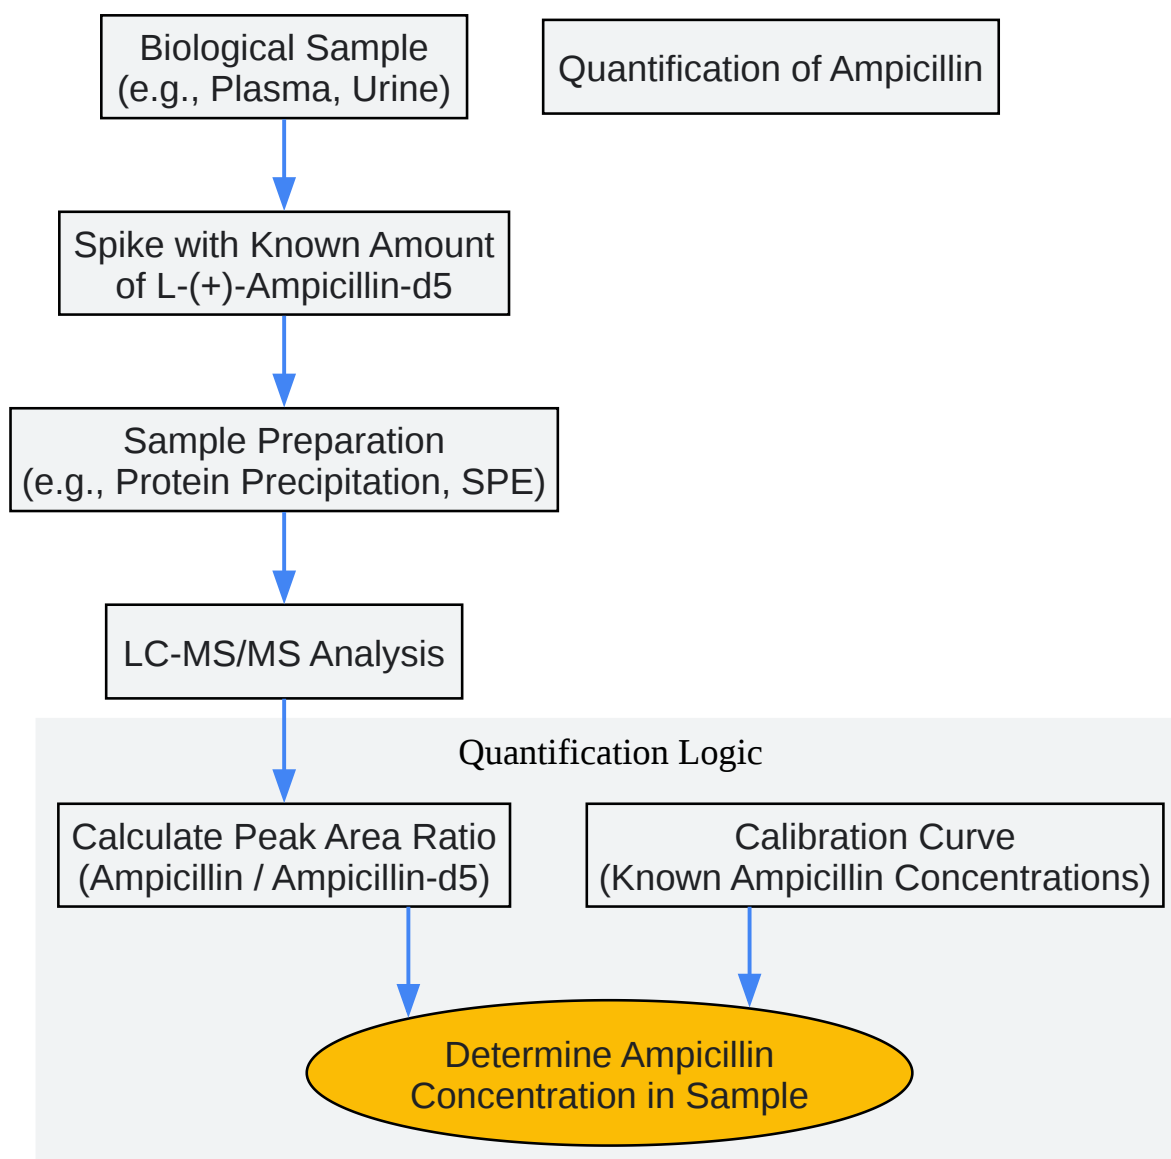 Biological Sample
(e.g., Plasma, Urine)
Quantification of Ampicillin
Spike with Known Amount
of L-(+)-Ampicillin-d5
Sample Preparation
(e.g., Protein Precipitation, SPE)
LC-MS/MS Analysis
Quantification Logic
Calculate Peak Area Ratio
(Ampicillin / Ampicillin-d5)
Calibration Curve
(Known Ampicillin Concentrations)
Determine Ampicillin
Concentration in Sample